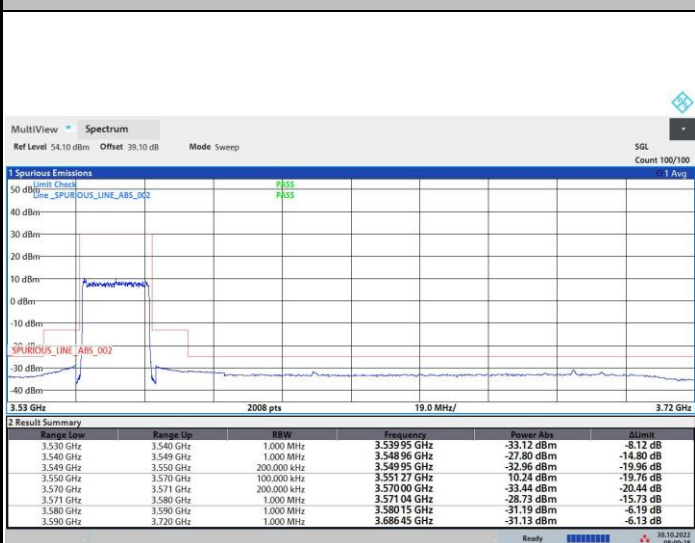 MultiView Spectrum
Ref Level 54.10 dBm Offset 39.10 dB Mode Sweep SGL
Count 100/100
1 Spurious Emissions 1 Avg
Limit Check PASS
Line _SPURIOUS_LINE_ABS_002 PASS
50 dBm
40 dBm
30 dBm
20 dBm
10 dBm
0 dBm
-10 dBm
-20 dBm
SPURIOUS_LINE_ABS_002
-30 dBm
-40 dBm
3.53 GHz 2008 pts 19.0 MHz/ 3.72 GHz
2 Result Summary
Range Low Range Up RBW Frequency Power Abs ΔLimit
3.530 GHz 3.540 GHz 1.000 MHz 3.539 95 GHz -33.12 dBm -8.12 dB
3.540 GHz 3.549 GHz 1.000 MHz 3.548 96 GHz -27.80 dBm -14.80 dB
3.549 GHz 3.550 GHz 200.000 kHz 3.549 95 GHz -32.96 dBm -19.96 dB
3.550 GHz 3.570 GHz 100.000 kHz 3.551 27 GHz 10.24 dBm -19.76 dB
3.570 GHz 3.571 GHz 200.000 kHz 3.570 00 GHz -33.44 dBm -20.44 dB
3.571 GHz 3.580 GHz 1.000 MHz 3.571 04 GHz -28.73 dBm -15.73 dB
3.580 GHz 3.590 GHz 1.000 MHz 3.580 15 GHz -31.19 dBm -6.19 dB
3.590 GHz 3.720 GHz 1.000 MHz 3.686 45 GHz -31.13 dBm -6.13 dB
Ready 30.10.2022